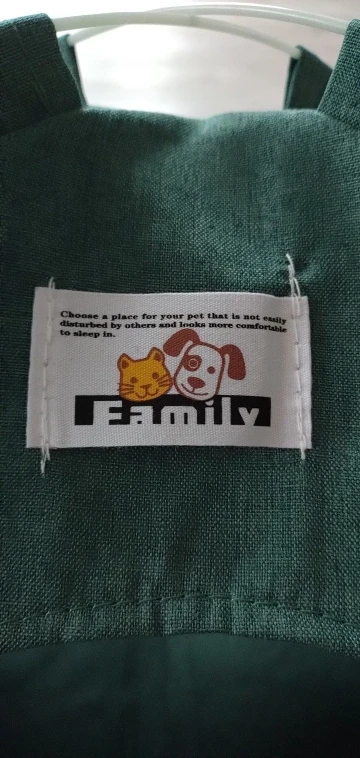 Choose a place for your pet that is not easily
disturbed by others and looks more comfortable
to sleep in.
Family